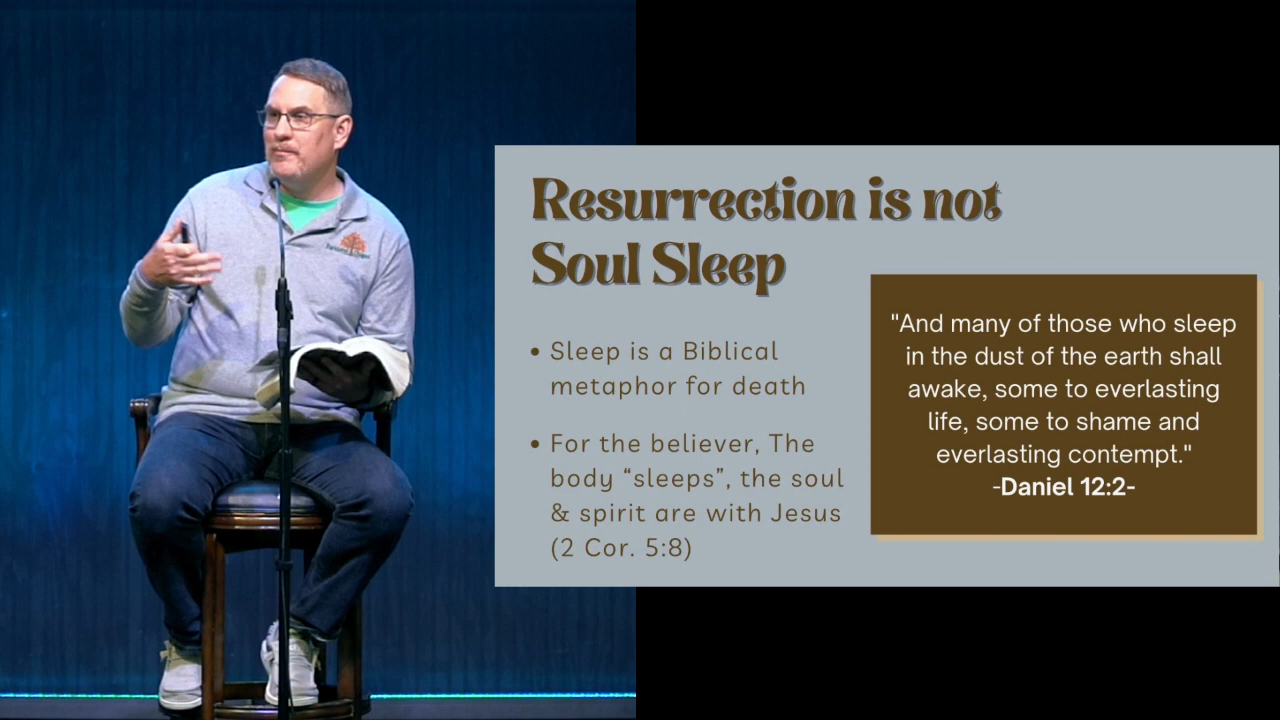 Resurrection is not
Soul Sleep
• Sleep is a Biblical
metaphor for death
• For the believer, The
body “sleeps”, the soul
& spirit are with Jesus
(2 Cor. 5:8)
"And many of those who sleep
in the dust of the earth shall
awake, some to everlasting
life, some to shame and
everlasting contempt."
-Daniel 12:2-